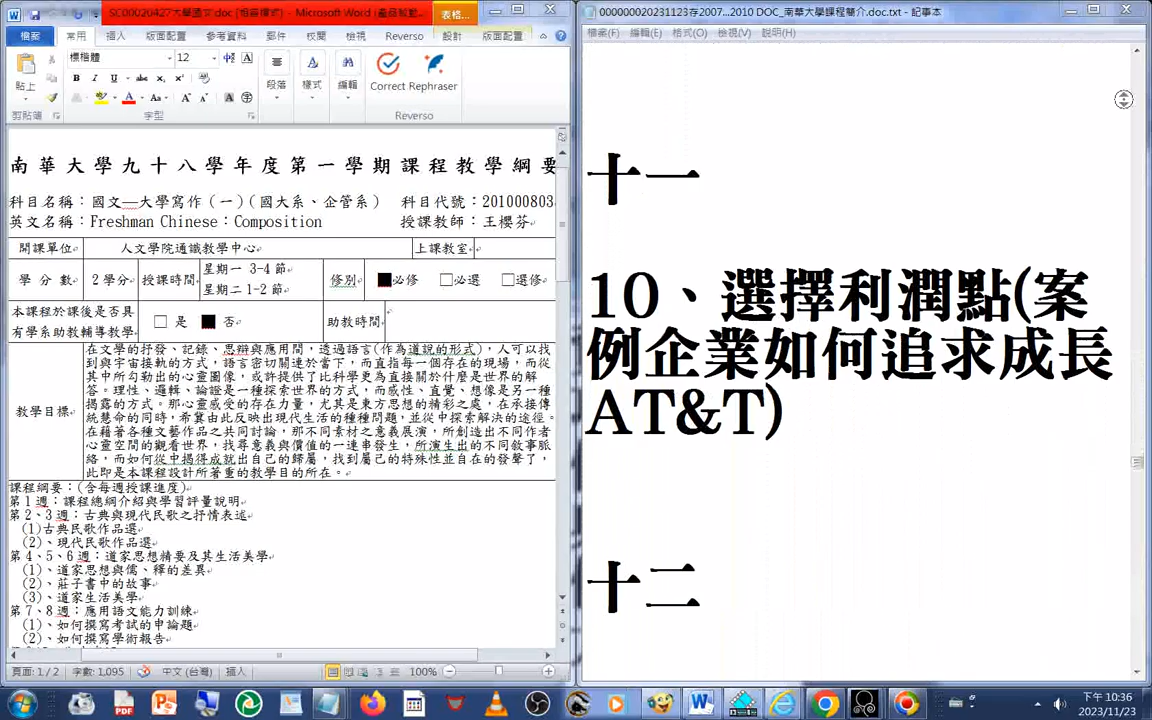 SC00020427大學國文.doc (相容模式) - Microsoft Word (產品啟動...
表格...
檔案 常用 插入 版面配置 參考資料 郵件 校閱 檢視 Reverso 設計 版面配置
標楷體 12
貼上 段落 樣式 編輯 Correct Rephraser
剪貼簿 字型 Reverso
南華大學九十八學年度第一學期課程教學綱要
科目名稱：國文—大學寫作(一)(國大系、企管系) 科目代號：201000803
英文名稱：Freshman Chinese：Composition 授課教師：王櫻芬
開課單位 人文學院通識教學中心 上課教室
學 分 數 2學分 授課時間 星期一 3-4節 修別 ■必修 □必選 □選修
星期二1-2節
本課程於課後是否具 □ 是 ■ 否 助教時間
有學系助教輔導教學
教學目標
在文學的抒發、記錄、思辯與應用間，透過語言(作為道說的形式)，人可以找
到與宇宙接軌的方式，語言密切關連於當下，而直指每一個存在的現場，而從
其中所勾勒出的心靈圖像，或許提供了比科學更為直接關於什麼是世界的解
答。理性、邏輯、論證是一種探索世界的方式，而感性、直覺、想像是另一種
揭露的方式。那心靈感受的存在力量，尤其是東方思想的精彩之處，在承接傳
統慧命的同時，希冀由此反映出現代生活的種種問題，並從中探索解決的途徑。
在藉著各種文藝作品之共同討論，那不同素材之意義展演，所創造出不同作者
心靈空間的觀看世界，找尋意義與價值的一連串發生，所演生出的不同敘事脈
絡，而如何從中揭得成就出自己的歸屬，找到屬己的特殊性並自在的發聲了，
此即是本課程設計所著重的教學目的所在。
課程綱要：(含每週授課進度)
第1週：課程總綱介紹與學習評量說明
第2、3週：古典與現代民歌之抒情表述
(1)古典民歌作品選
(2)、現代民歌作品選
第4、5、6週：道家思想精要及其生活美學
(1)、道家思想與儒、釋的差異
(2)、莊子書中的故事
(3)、道家生活美學
第7、8週：應用語文能力訓練
(1)、如何撰寫考試的申論題
(2)、如何撰寫學術報告
頁面：1/2 字數：1,095 中文(台灣) 插入 100%
000000020231123存2007...2010 DOC_南華大學課程簡介.doc.txt - 記事本
檔案(F) 編輯(E) 格式(O) 檢視(V) 說明(H)
十一
10、選擇利潤點(案
例企業如何追求成長
AT&T)
十二
下午 10:36
2023/11/23